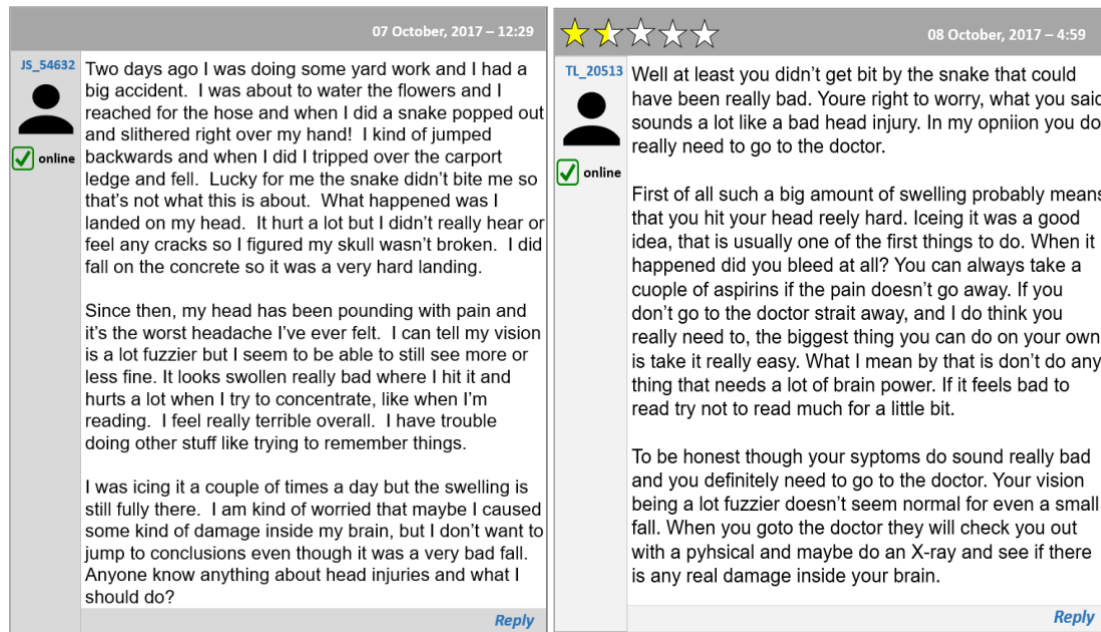 07 October, 2017 – 12:29
JS_54632
online
Two days ago I was doing some yard work and I had a
big accident.  I was about to water the flowers and I
reached for the hose and when I did a snake popped out
and slithered right over my hand!  I kind of jumped
backwards and when I did I tripped over the carport
ledge and fell.  Lucky for me the snake didn't bite me so
that's not what this is about.  What happened was I
landed on my head.  It hurt a lot but I didn't really hear or
feel any cracks so I figured my skull wasn't broken.  I did
fall on the concrete so it was a very hard landing.
Since then, my head has been pounding with pain and
it's the worst headache I've ever felt.  I can tell my vision
is a lot fuzzier but I seem to be able to still see more or
less fine. It looks swollen really bad where I hit it and
hurts a lot when I try to concentrate, like when I'm
reading.  I feel really terrible overall.  I have trouble
doing other stuff like trying to remember things.
I was icing it a couple of times a day but the swelling is
still fully there.  I am kind of worried that maybe I caused
some kind of damage inside my brain, but I don't want to
jump to conclusions even though it was a very bad fall.
Anyone know anything about head injuries and what I
should do?
Reply
08 October, 2017 – 4:59
TL_20513
online
Well at least you didn't get bit by the snake that could
have been really bad. Youre right to worry, what you said
sounds a lot like a bad head injury. In my opniion you do
really need to go to the doctor.
First of all such a big amount of swelling probably means
that you hit your head reely hard. Iceing it was a good
idea, that is usually one of the first things to do. When it
happened did you bleed at all? You can always take a
cuople of aspirins if the pain doesn't go away. If you
don't go to the doctor strait away, and I do think you
really need to, the biggest thing you can do on your own
is take it really easy. What I mean by that is don't do any
thing that needs a lot of brain power. If it feels bad to
read try not to read much for a little bit.
To be honest though your syptoms do sound really bad
and you definitely need to go to the doctor. Your vision
being a lot fuzzier doesn't seem normal for even a small
fall. When you goto the doctor they will check you out
with a pyhsical and maybe do an X-ray and see if there
is any real damage inside your brain.
Reply